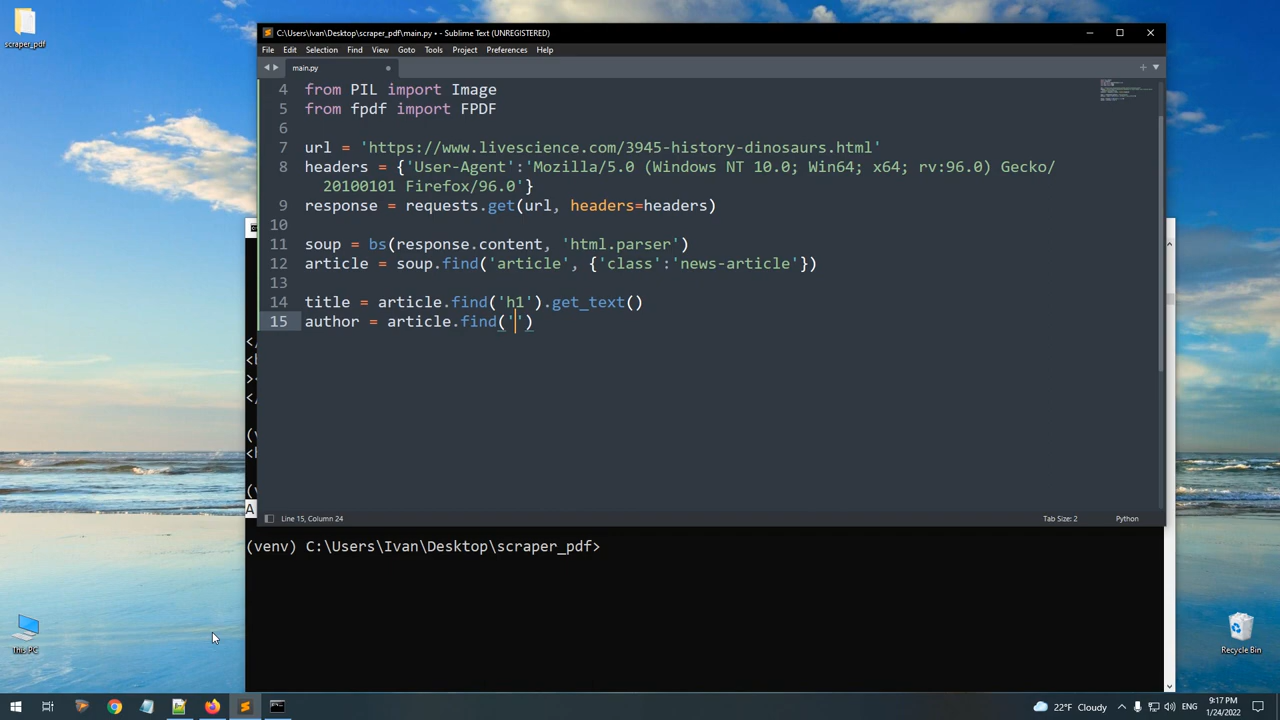 scraper_pdf
C:\Users\Ivan\Desktop\scraper_pdf\main.py • - Sublime Text (UNREGISTERED)
File Edit Selection Find View Goto Tools Project Preferences Help
main.py
4 from PIL import Image
5 from fpdf import FPDF
6
7 url = 'https://www.livescience.com/3945-history-dinosaurs.html'
8 headers = {'User-Agent':'Mozilla/5.0 (Windows NT 10.0; Win64; x64; rv:96.0) Gecko/
20100101 Firefox/96.0'}
9 response = requests.get(url, headers=headers)
10
11 soup = bs(response.content, 'html.parser')
12 article = soup.find('article', {'class':'news-article'})
13
14 title = article.find('h1').get_text()
15 author = article.find('')
</
<b
>
</
(v
<h
(v
A
Line 15, Column 24
Tab Size: 2
Python
(venv) C:\Users\Ivan\Desktop\scraper_pdf>
This PC
Recycle Bin
22°F Cloudy
ENG
9:17 PM
1/24/2022